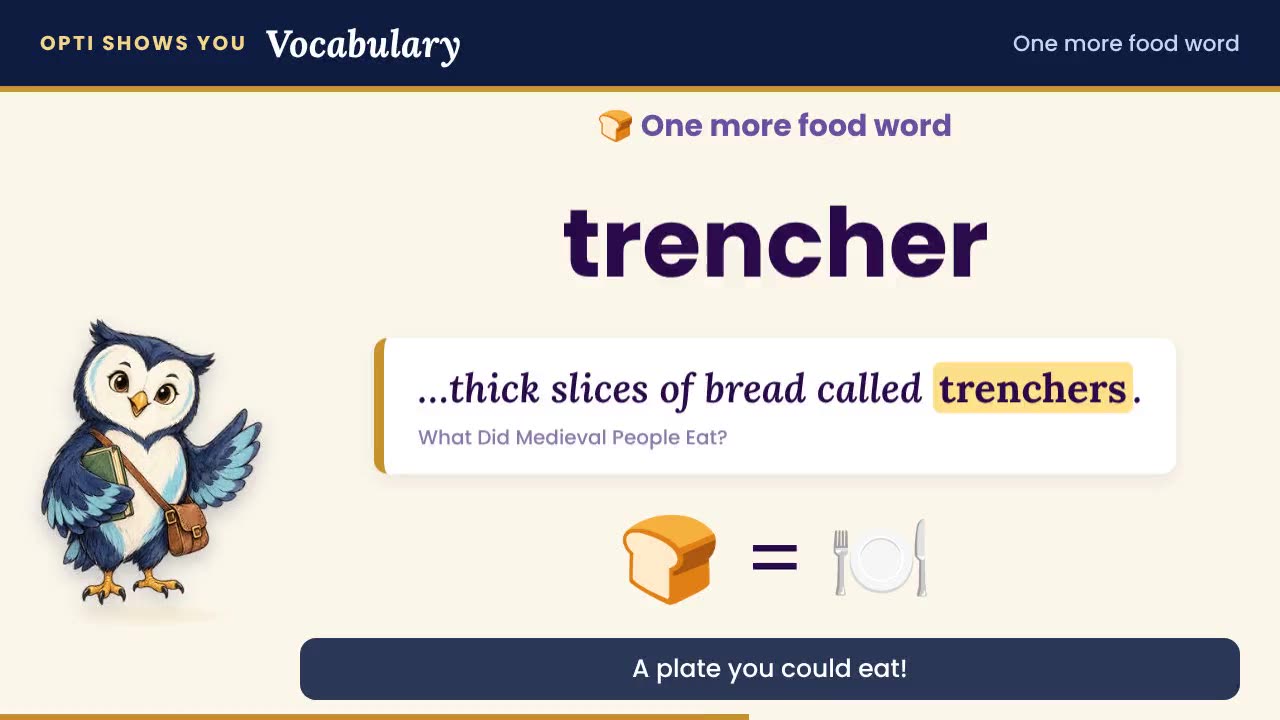 OPTI SHOWS YOU Vocabulary
One more food word
One more food word
trencher
...thick slices of bread called trenchers.
What Did Medieval People Eat?
=
A plate you could eat!